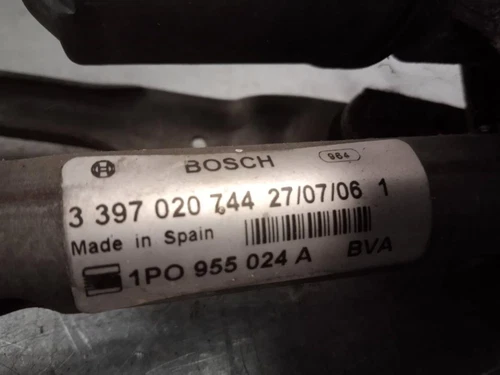 BOSCH 984
3 397 020 744 27/07/06 1
Made in Spain
1PO 955 024 A BVA